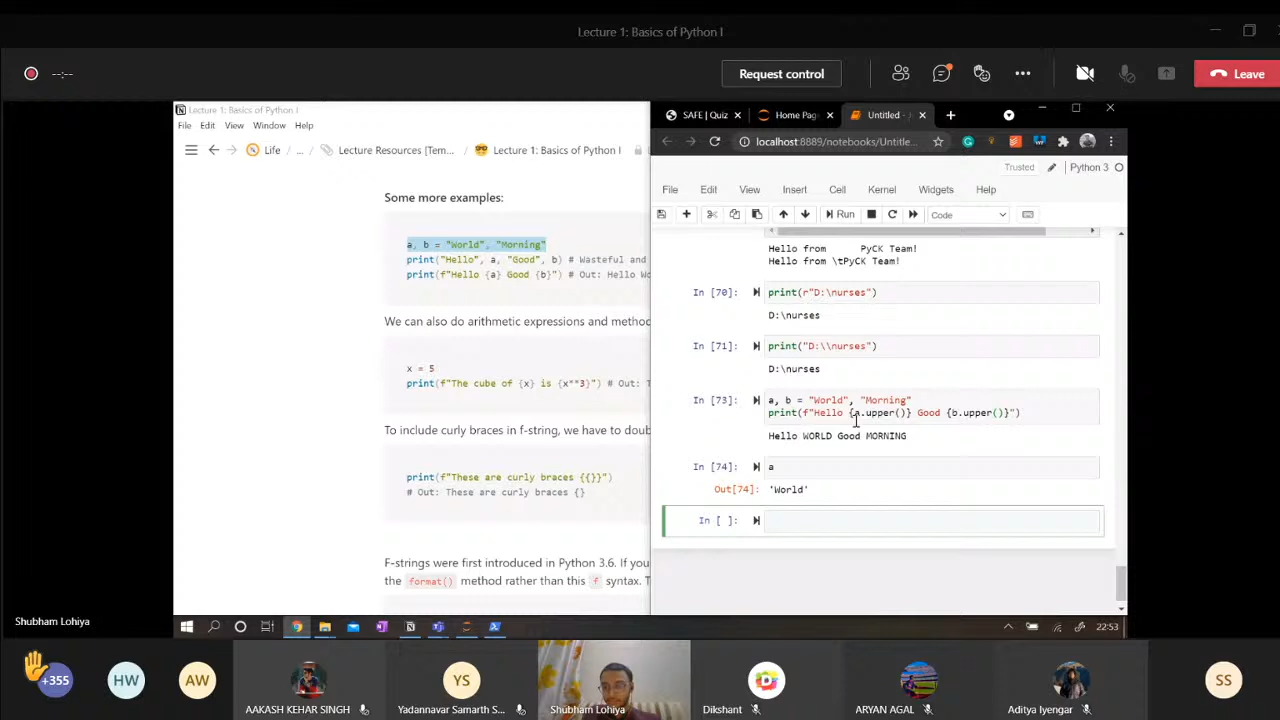 Lecture 1: Basics of Python I
--:--
Request control
Leave
Lecture 1: Basics of Python I
File Edit View Window Help
Life / ... / Lecture Resources [Tem... / Lecture 1: Basics of Python I
Some more examples:
a, b = "World", "Morning"
print("Hello", a, "Good", b) # Wasteful and
print(f"Hello {a} Good {b}") # Out: Hello Wo
We can also do arithmetic expressions and method
x = 5
print(f"The cube of {x} is {x**3}") # Out: T
To include curly braces in f-string, we have to doub
print(f"These are curly braces {{}}")
# Out: These are curly braces {}
F-strings were first introduced in Python 3.6. If you
the format() method rather than this f syntax. T
SAFE | Quiz
Home Page
Untitled -
localhost:8889/notebooks/Untitle...
Trusted Python 3
File Edit View Insert Cell Kernel Widgets Help
Run Code
Hello from PyCK Team!
Hello from \tPyCK Team!
In [70]: print(r"D:\nurses")
D:\nurses
In [71]: print("D:\\nurses")
D:\nurses
In [73]: a, b = "World", "Morning"
print(f"Hello {a.upper()} Good {b.upper()}")
Hello WORLD Good MORNING
In [74]: a
Out[74]: 'World'
In [ ]:
Shubham Lohiya
22:53
+355
HW
AW
AAKASH KEHAR SINGH
YS
Yadannavar Samarth S...
Shubham Lohiya
Dikshant
ARYAN AGAL
Aditya Iyengar
SS